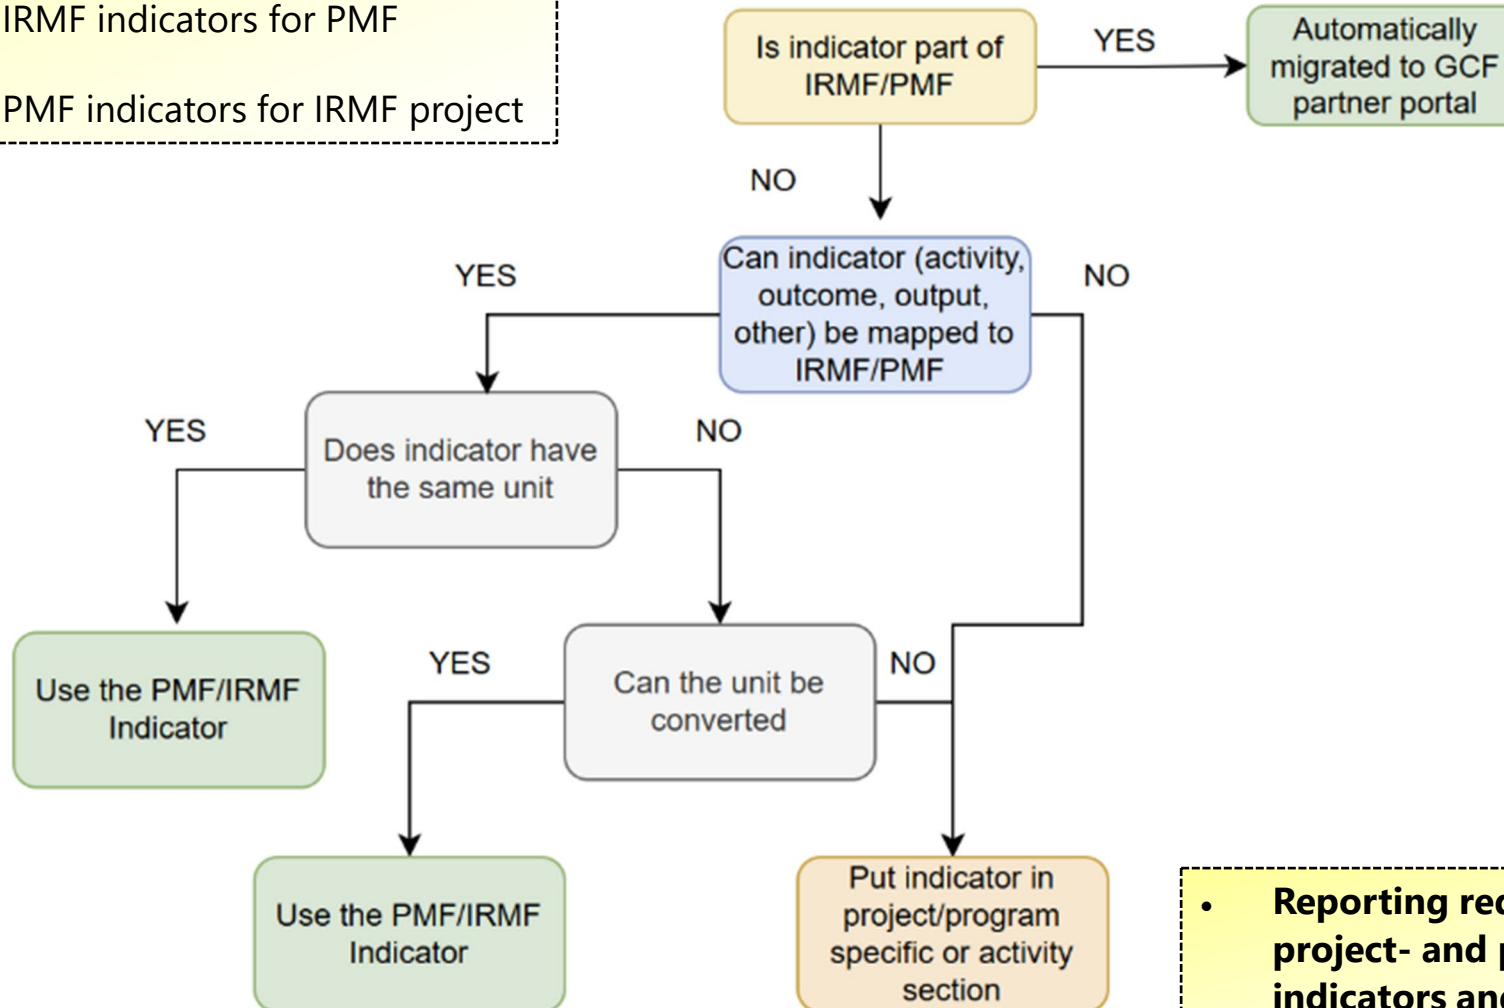 IRMF indicators for PMF
PMF indicators for IRMF project
Is indicator part of
IRMF/PMF
YES
Automatically
migrated to GCF
partner portal
NO
Can indicator (activity,
outcome, output,
other) be mapped to
IRMF/PMF
YES
NO
Does indicator have
the same unit
YES
NO
Use the PMF/IRMF
Indicator
Can the unit be
converted
YES
NO
Use the PMF/IRMF
Indicator
Put indicator in
project/program
specific or activity
section
• Reporting
project- and
indicators and